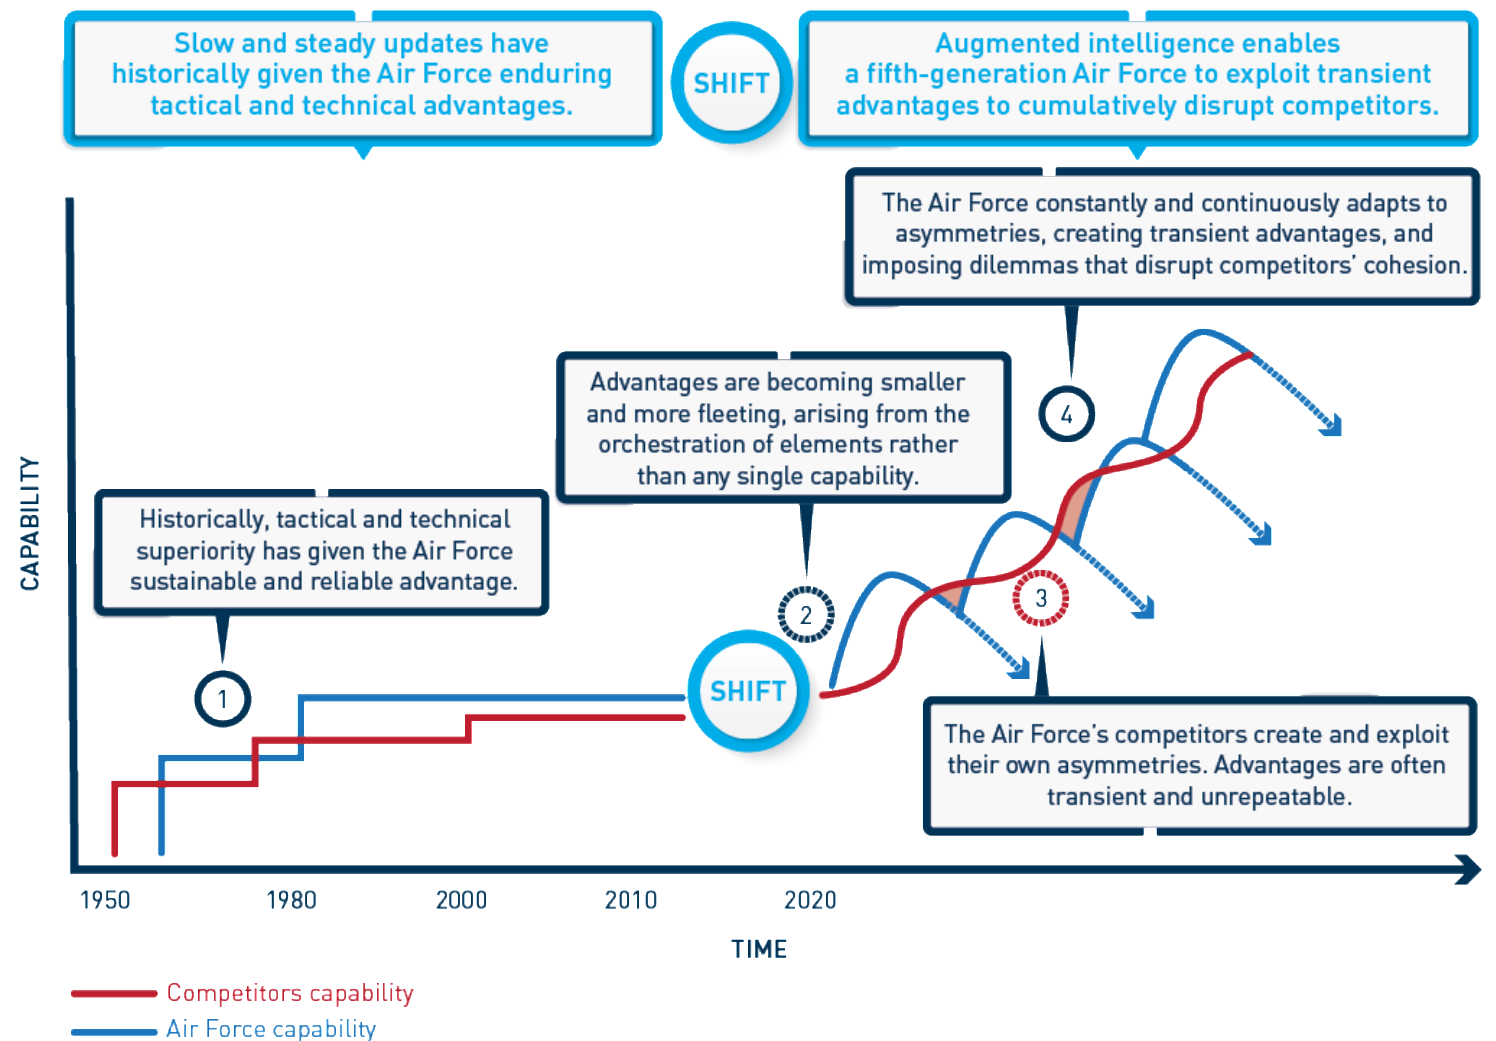 Slow and steady updates have
historically given the Air Force enduring
tactical and technical advantages.
SHIFT
Augmented intelligence enables
a fifth-generation Air Force to exploit transient
advantages to cumulatively disrupt competitors.
The Air Force constantly and continuously adapts to
asymmetries, creating transient advantages, and
imposing dilemmas that disrupt competitors’ cohesion.
4
Advantages are becoming smaller
and more fleeting, arising from the
orchestration of elements rather
than any single capability.
2
Historically, tactical and technical
superiority has given the Air Force
sustainable and reliable advantage.
1
SHIFT
3
The Air Force’s competitors create and exploit
their own asymmetries. Advantages are often
transient and unrepeatable.
CAPABILITY
1950
1980
2000
2010
2020
TIME
Competitors capability
Air Force capability